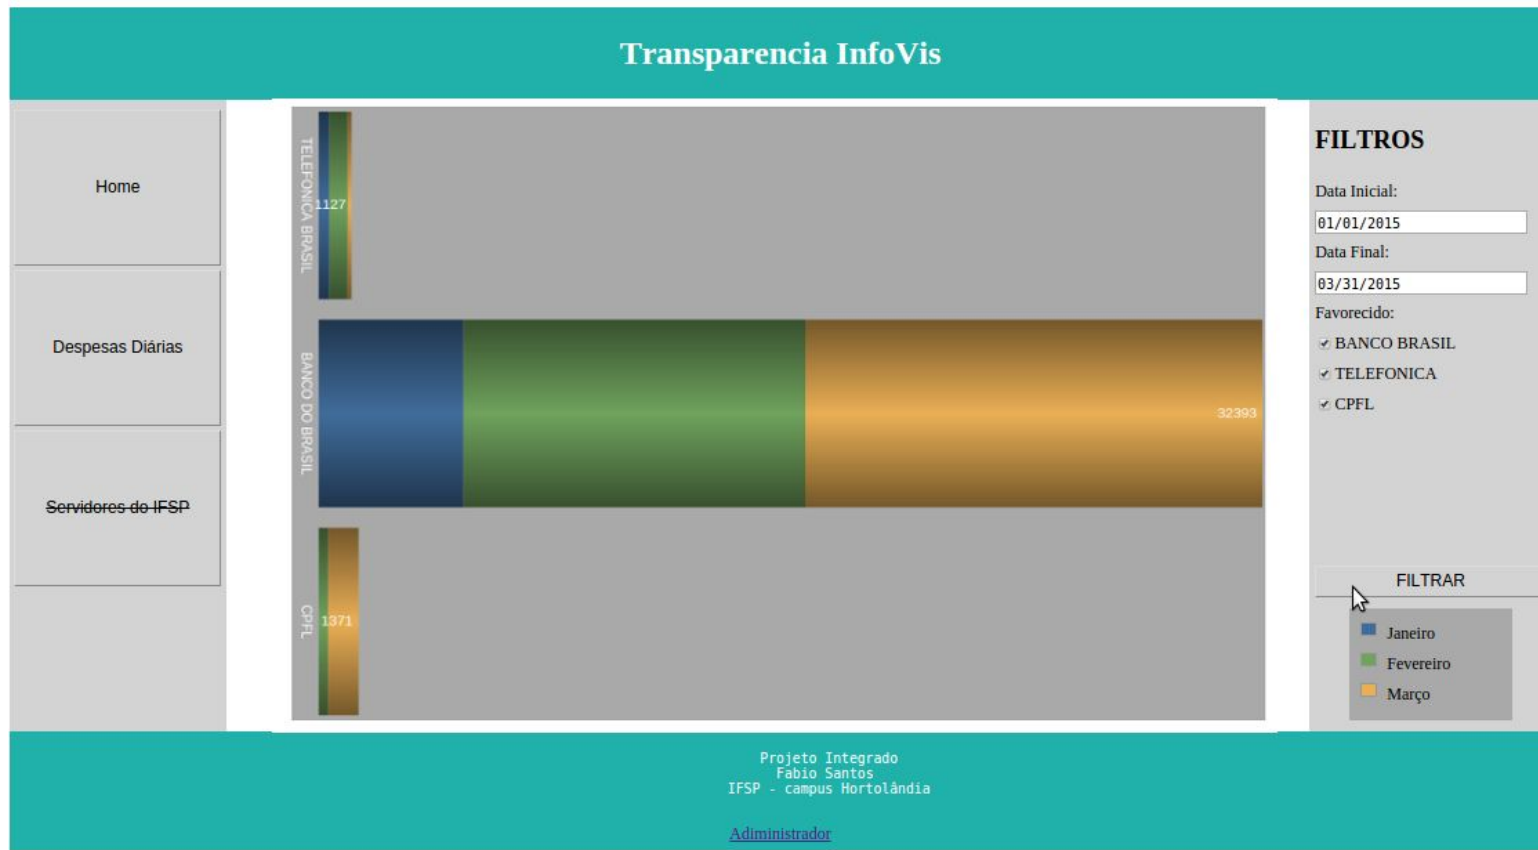 Transparencia InfoVis
Home
Despesas Diárias
Servidores do IFSP
TELEFONICA BRASIL
1127
BANCO DO BRASIL
32393
CPFL
1371
FILTROS
Data Inicial:
01/01/2015
Data Final:
03/31/2015
Favorecido:
BANCO BRASIL
TELEFONICA
CPFL
FILTRAR
Janeiro
Fevereiro
Março
Projeto Integrado
Fabio Santos
IFSP - campus Hortolândia
Adiministrador